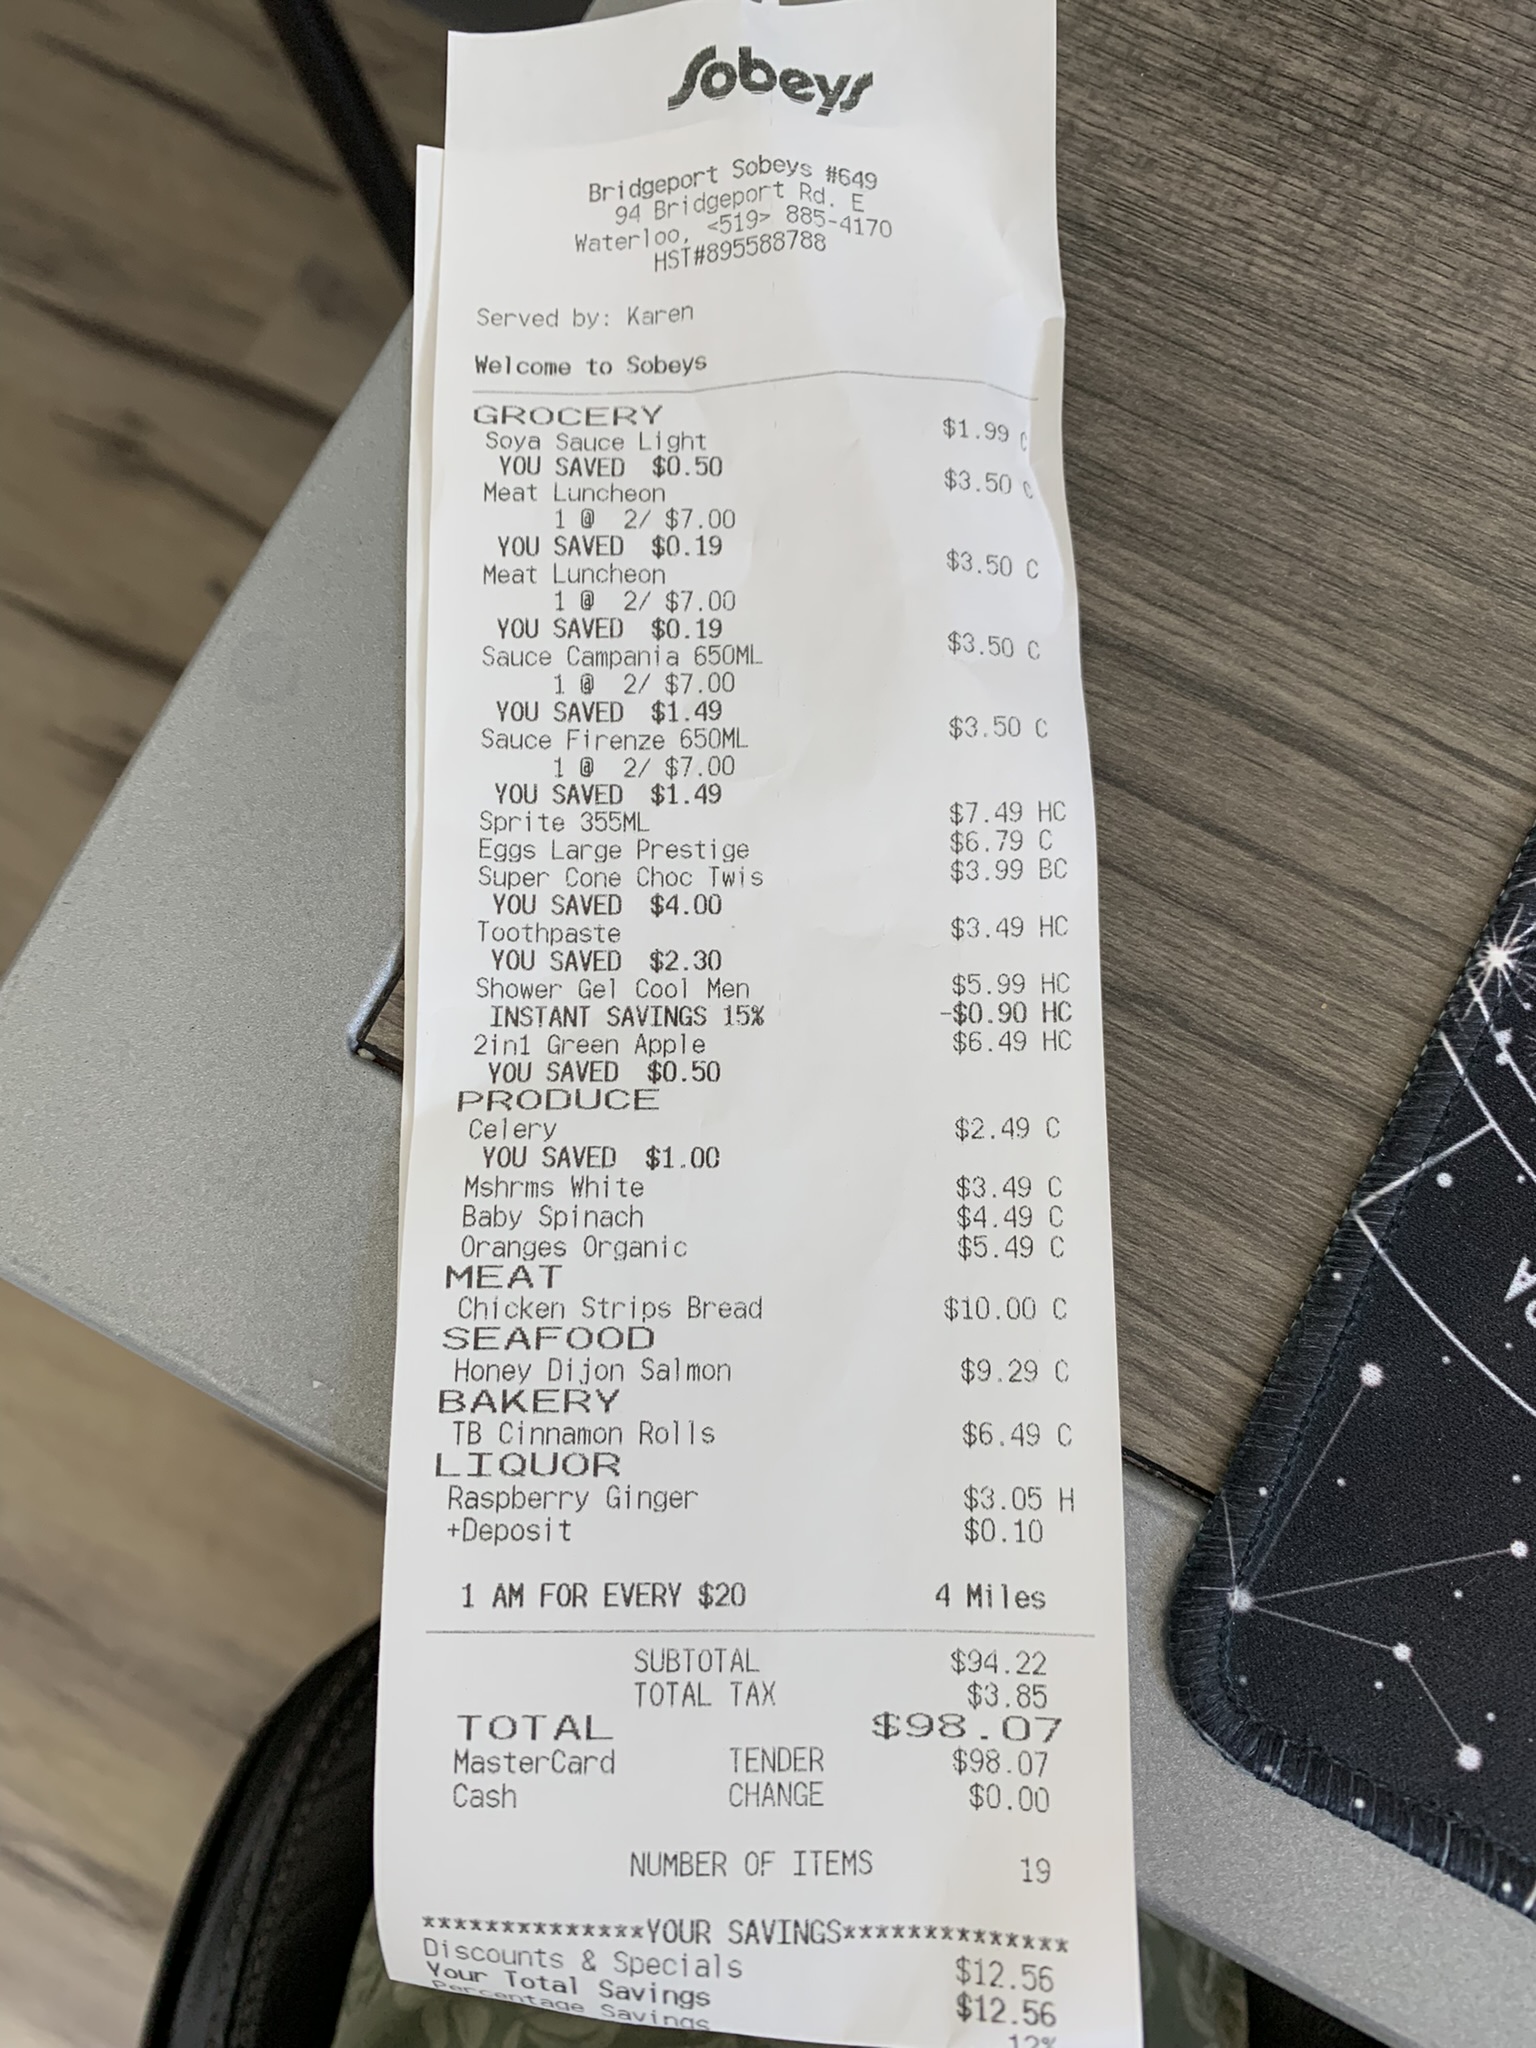 Sobeys
Bridgeport Sobeys #649
94 Bridgeport Rd. E
Waterloo, <519> 885-4170
HST#895588788
Served by: Karen
Welcome to Sobeys
GROCERY
Soya Sauce Light $1.99 C
YOU SAVED $0.50
Meat Luncheon $3.50 C
1 @ 2/ $7.00
YOU SAVED $0.19
Meat Luncheon $3.50 C
1 @ 2/ $7.00
YOU SAVED $0.19
Sauce Campania 650ML $3.50 C
1 @ 2/ $7.00
YOU SAVED $1.49
Sauce Firenze 650ML $3.50 C
1 @ 2/ $7.00
YOU SAVED $1.49
Sprite 355ML $7.49 HC
Eggs Large Prestige $6.79 C
Super Cone Choc Twis $3.99 BC
YOU SAVED $4.00
Toothpaste $3.49 HC
YOU SAVED $2.30
Shower Gel Cool Men $5.99 HC
INSTANT SAVINGS 15% -$0.90 HC
2in1 Green Apple $6.49 HC
YOU SAVED $0.50
PRODUCE
Celery $2.49 C
YOU SAVED $1.00
Mshrms White $3.49 C
Baby Spinach $4.49 C
Oranges Organic $5.49 C
MEAT
Chicken Strips Bread $10.00 C
SEAFOOD
Honey Dijon Salmon $9.29 C
BAKERY
TB Cinnamon Rolls $6.49 C
LIQUOR
Raspberry Ginger $3.05 H
+Deposit $0.10
1 AM FOR EVERY $20 4 Miles
SUBTOTAL $94.22
TOTAL TAX $3.85
TOTAL $98.07
MasterCard TENDER $98.07
Cash CHANGE $0.00
NUMBER OF ITEMS 19
**************YOUR SAVINGS**************
Discounts & Specials $12.56
Your Total Savings $12.56
Percentage Savings 12%